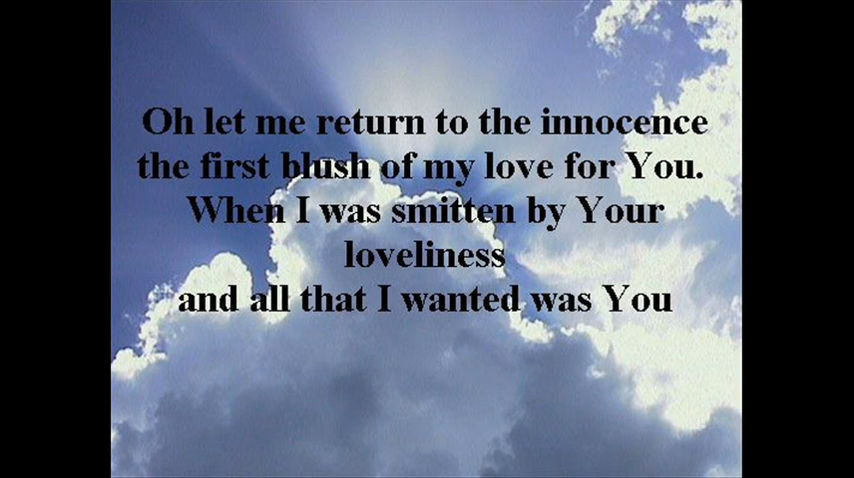 Oh let me return to the innocence
the first blush of my love for You.
When I was smitten by Your
loveliness
and all that I wanted was You